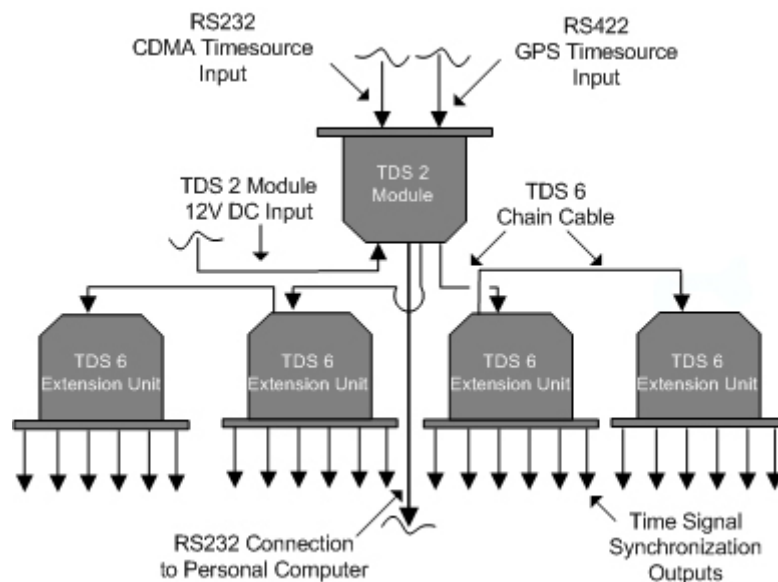 RS232
CDMA Timesource
Input
RS422
GPS Timesource
Input
TDS 2
Module
TDS 2 Module
12V DC Input
TDS 6
Chain Cable
TDS 6
Extension Unit
TDS 6
Extension Unit
TDS 6
Extension Unit
TDS 6
Extension Unit
RS232 Connection
to Personal Computer
Time Signal
Synchronization
Outputs